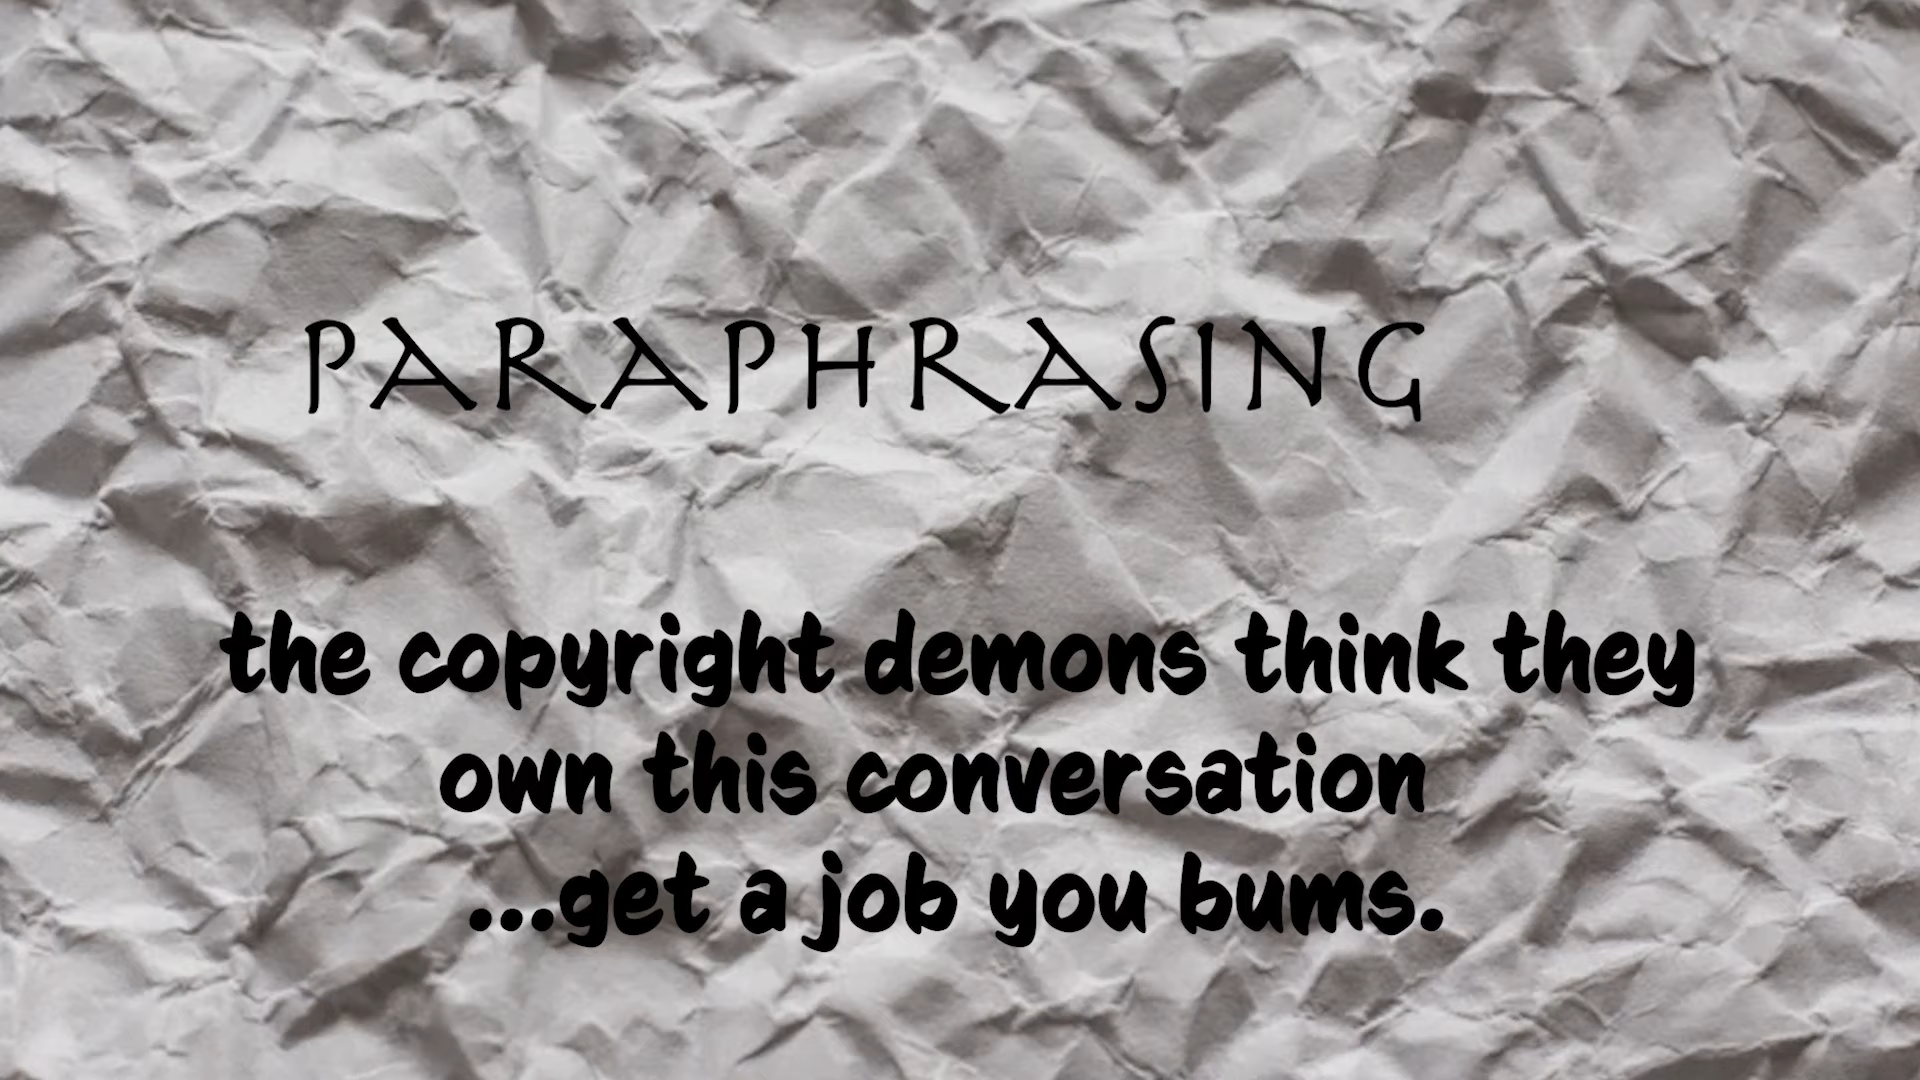 PARAPHRASING
the copyright demons think they
own this conversation
...get a job you bums.